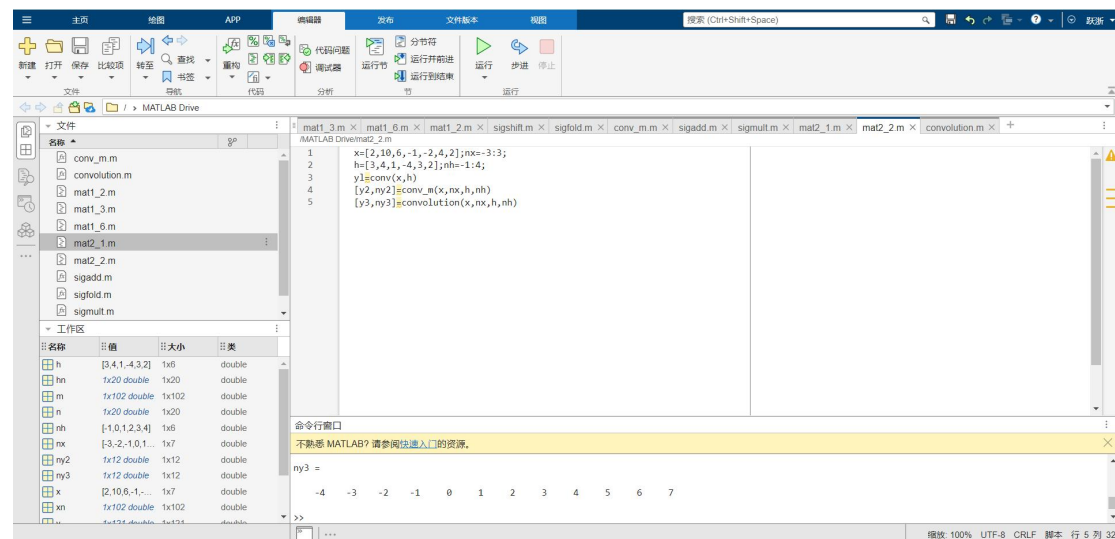 主页 绘图 APP 编辑器 发布 文件版本 视图 搜索 (Ctrl+Shift+Space) 跃浙
新建 打开 保存 比较项 转至 查找 书签 重构 代码问题 调试器 运行节 分节符 运行并前进 运行到结束 运行 步进 停止
文件 导航 代码 分析 节 运行
/ › MATLAB Drive
文件
名称
conv_m.m
convolution.m
mat1_2.m
mat1_3.m
mat1_6.m
mat2_1.m
mat2_2.m
sigadd.m
sigfold.m
sigmult.m
工作区
名称 值 大小 类
h [3,4,1,-4,3,2] 1x6 double
hn 1x20 double 1x20 double
m 1x102 double 1x102 double
n 1x20 double 1x20 double
nh [-1,0,1,2,3,4] 1x6 double
nx [-3,-2,-1,0,1... 1x7 double
ny2 1x12 double 1x12 double
ny3 1x12 double 1x12 double
x [2,10,6,-1,-... 1x7 double
xn 1x102 double 1x102 double
mat1_3.m × mat1_6.m × mat1_2.m × sigshift.m × sigfold.m × conv_m.m × sigadd.m × sigmult.m × mat2_1.m × mat2_2.m × convolution.m × +
/MATLAB Drive/mat2_2.m
1 x=[2,10,6,-1,-2,4,2];nx=-3:3;
2 h=[3,4,1,-4,3,2];nh=-1:4;
3 y1=conv(x,h)
4 [y2,ny2]=conv_m(x,nx,h,nh)
5 [y3,ny3]=convolution(x,nx,h,nh)
命令行窗口
不熟悉 MATLAB? 请参阅快速入门的资源。
ny3 =
-4 -3 -2 -1 0 1 2 3 4 5 6 7
>>
缩放: 100% UTF-8 CRLF 脚本 行 5 列 32